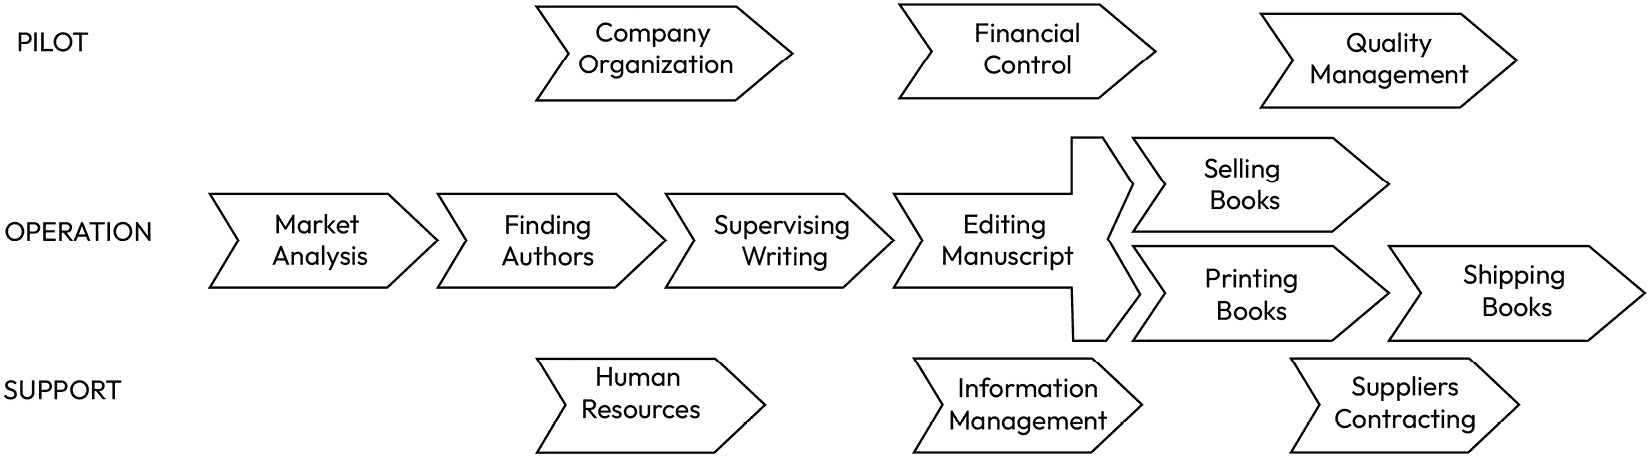 PILOT
Company
Organization
Financial
Control
Quality
Management
OPERATION
Market
Analysis
Finding
Authors
Supervising
Writing
Editing
Manuscript
Selling
Books
Printing
Books
Shipping
Books
SUPPORT
Human
Resources
Information
Management
Suppliers
Contracting